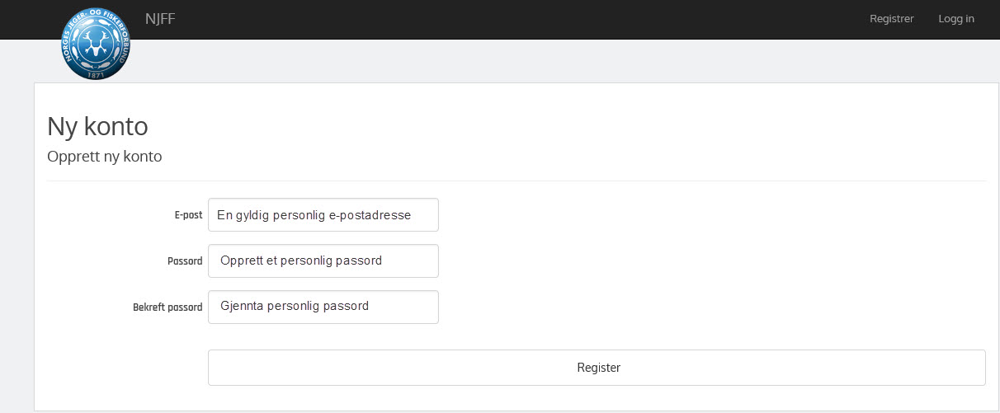 NORGES JEGER- OG FISKERFORBUND
1871
NJFF
Registrer
Logg in
Ny konto
Opprett ny konto
E-post
En gyldig personlig e-postadresse
Passord
Opprett et personlig passord
Bekreft passord
Gjennta personlig passord
Register